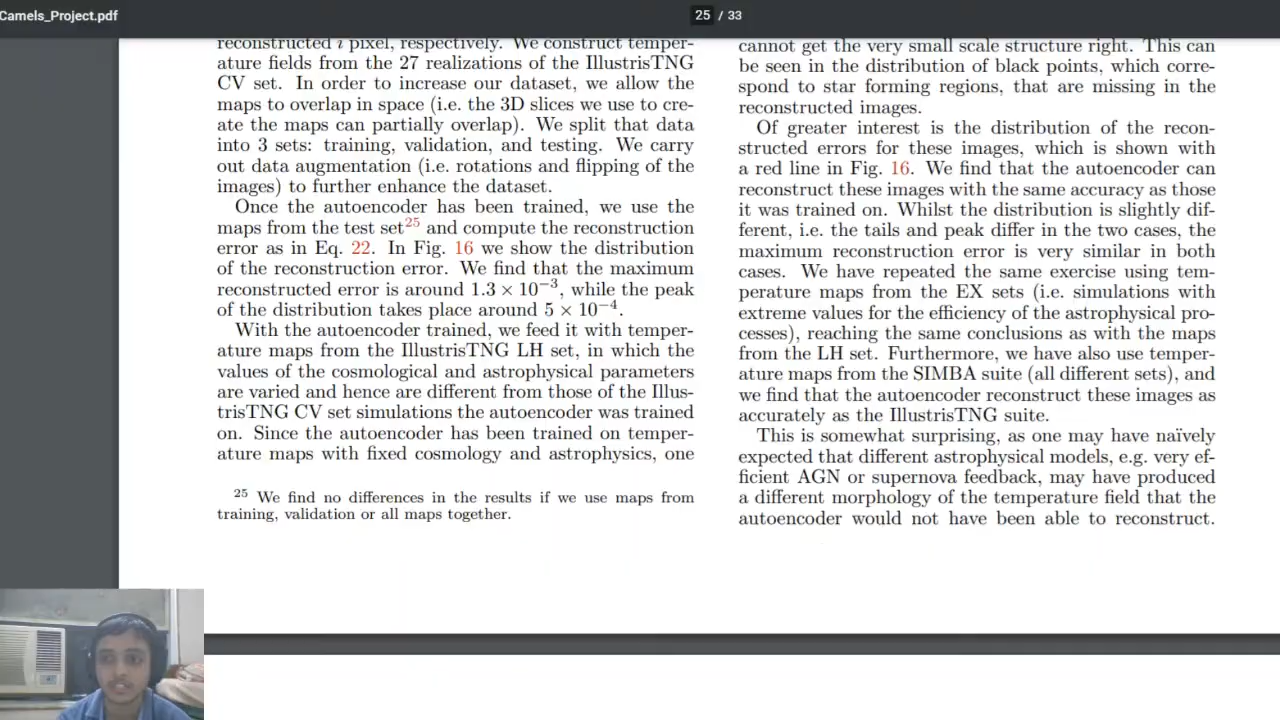 Camels_Project.pdf
25 / 33
reconstructed i pixel, respectively. We construct temper-
ature fields from the 27 realizations of the IllustrisTNG
CV set. In order to increase our dataset, we allow the
maps to overlap in space (i.e. the 3D slices we use to cre-
ate the maps can partially overlap). We split that data
into 3 sets: training, validation, and testing. We carry
out data augmentation (i.e. rotations and flipping of the
images) to further enhance the dataset.
Once the autoencoder has been trained, we use the
maps from the test set25 and compute the reconstruction
error as in Eq. 22. In Fig. 16 we show the distribution
of the reconstruction error. We find that the maximum
reconstructed error is around 1.3 × 10−3, while the peak
of the distribution takes place around 5 × 10−4.
With the autoencoder trained, we feed it with temper-
ature maps from the IllustrisTNG LH set, in which the
values of the cosmological and astrophysical parameters
are varied and hence are different from those of the Illus-
trisTNG CV set simulations the autoencoder was trained
on. Since the autoencoder has been trained on temper-
ature maps with fixed cosmology and astrophysics, one
25 We find no differences in the results if we use maps from
training, validation or all maps together.
cannot get the very small scale structure right. This can
be seen in the distribution of black points, which corre-
spond to star forming regions, that are missing in the
reconstructed images.
Of greater interest is the distribution of the recon-
structed errors for these images, which is shown with
a red line in Fig. 16. We find that the autoencoder can
reconstruct these images with the same accuracy as those
it was trained on. Whilst the distribution is slightly dif-
ferent, i.e. the tails and peak differ in the two cases, the
maximum reconstruction error is very similar in both
cases. We have repeated the same exercise using tem-
perature maps from the EX sets (i.e. simulations with
extreme values for the efficiency of the astrophysical pro-
cesses), reaching the same conclusions as with the maps
from the LH set. Furthermore, we have also use temper-
ature maps from the SIMBA suite (all different sets), and
we find that the autoencoder reconstruct these images as
accurately as the IllustrisTNG suite.
This is somewhat surprising, as one may have naïvely
expected that different astrophysical models, e.g. very ef-
ficient AGN or supernova feedback, may have produced
a different morphology of the temperature field that the
autoencoder would not have been able to reconstruct.